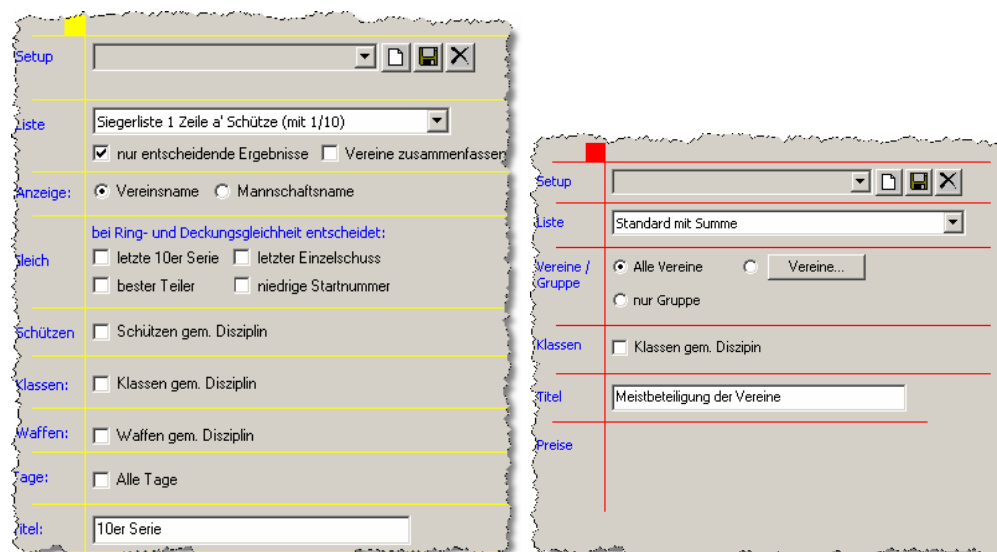 Setup
Liste
Siegerliste 1 Zeile a' Schütze (mit 1/10)
nur entscheidende Ergebnisse Vereine zusammenfassen
Anzeige: Vereinsname Mannschaftsname
bei Ring- und Deckungsgleichheit entscheidet:
Gleich letzte 10er Serie letzter Einzelschuss
bester Teiler niedrige Startnummer
Schützen Schützen gem. Disziplin
Klassen: Klassen gem. Disziplin
Waffen: Waffen gem. Disziplin
Tage: Alle Tage
Titel: 10er Serie
Setup
Liste Standard mit Summe
Vereine / Alle Vereine Vereine...
Gruppe
nur Gruppe
Klassen Klassen gem. Diszipin
Titel Meistbeteiligung der Vereine
Preise